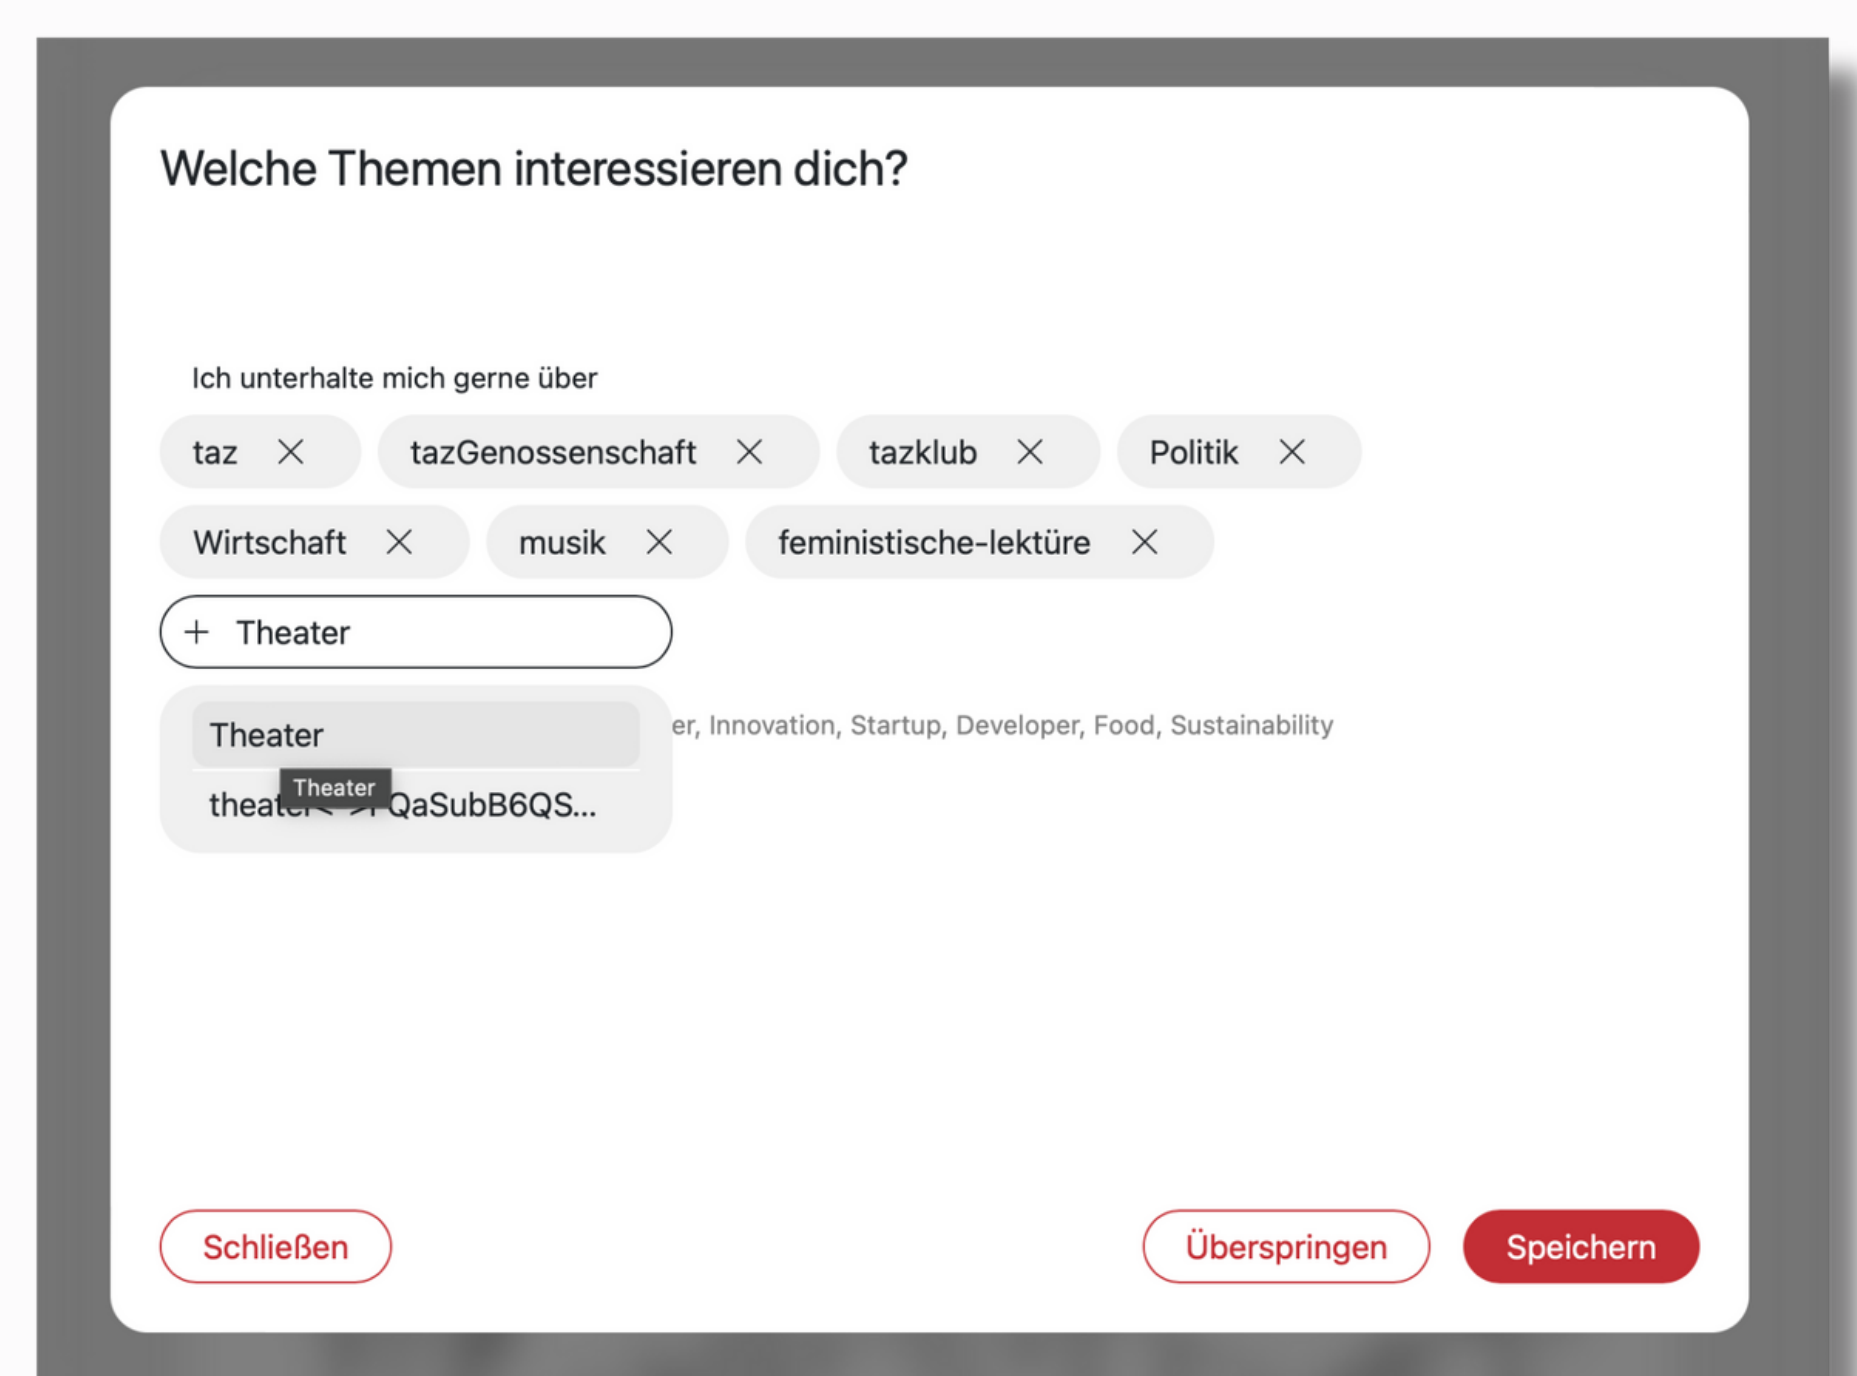 Welche Themen interessieren dich?
Ich unterhalte mich gerne über
taz tazGenossenschaft tazklub Politik
Wirtschaft musik feministische-lektüre
+ Theater
Theater
er, Innovation, Startup, Developer, Food, Sustainability
Theater
QaSubB6QS...
Schließen Überspringen Speichern